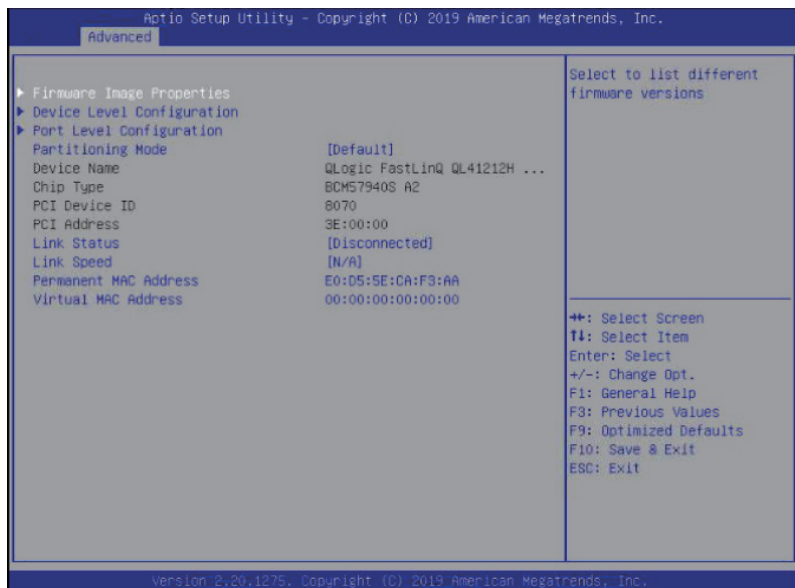 Aptio Setup Utility - Copyright (C) 2019 American Megatrends, Inc.
Advanced
Firmware Image Properties
Device Level Configuration
Port Level Configuration
Partitioning Mode [Default]
Device Name QLogic FastLinQ QL41212H ...
Chip Type BCM57940S A2
PCI Device ID 8070
PCI Address 3E:00:00
Link Status [Disconnected]
Link Speed [N/A]
Permanent MAC Address E0:D5:5E:CA:F3:AA
Virtual MAC Address 00:00:00:00:00:00
Select to list different
firmware versions
→←: Select Screen
↑↓: Select Item
Enter: Select
+/-: Change Opt.
F1: General Help
F3: Previous Values
F9: Optimized Defaults
F10: Save & Exit
ESC: Exit
Version 2.20.1275. Copyright (C) 2019 American Megatrends, Inc.